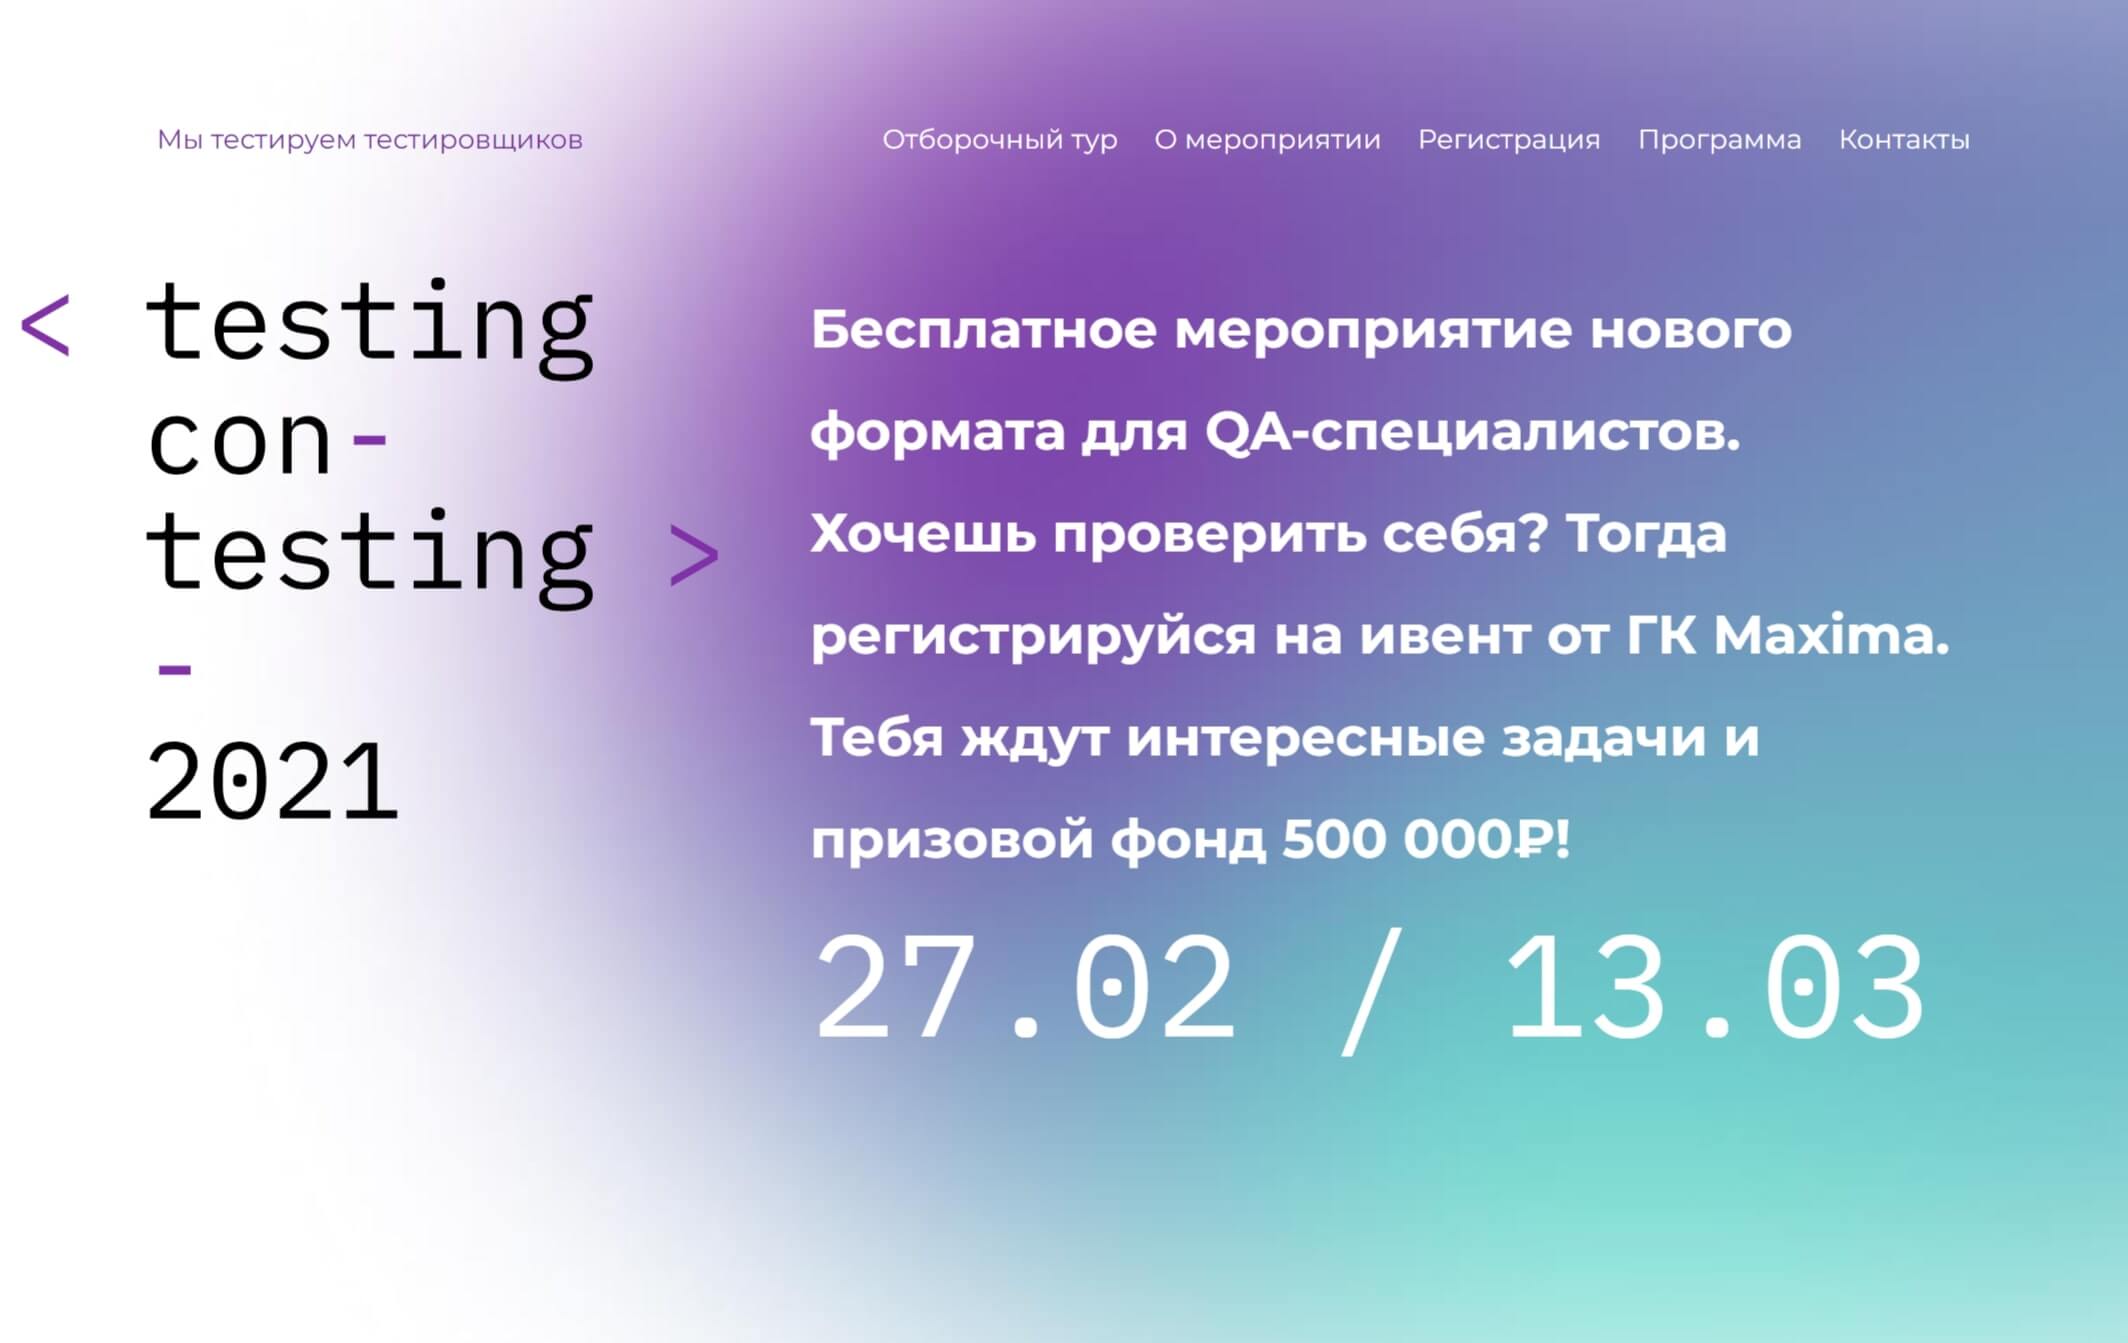 Мы тестируем тестировщиков
Отборочный тур О мероприятии Регистрация Программа Контакты
< testing
con-
testing >
-
2021
Бесплатное мероприятие нового
формата для QA-специалистов.
Хочешь проверить себя? Тогда
регистрируйся на ивент от ГК Maxima.
Тебя ждут интересные задачи и
призовой фонд 500 000₽!
27.02 / 13.03